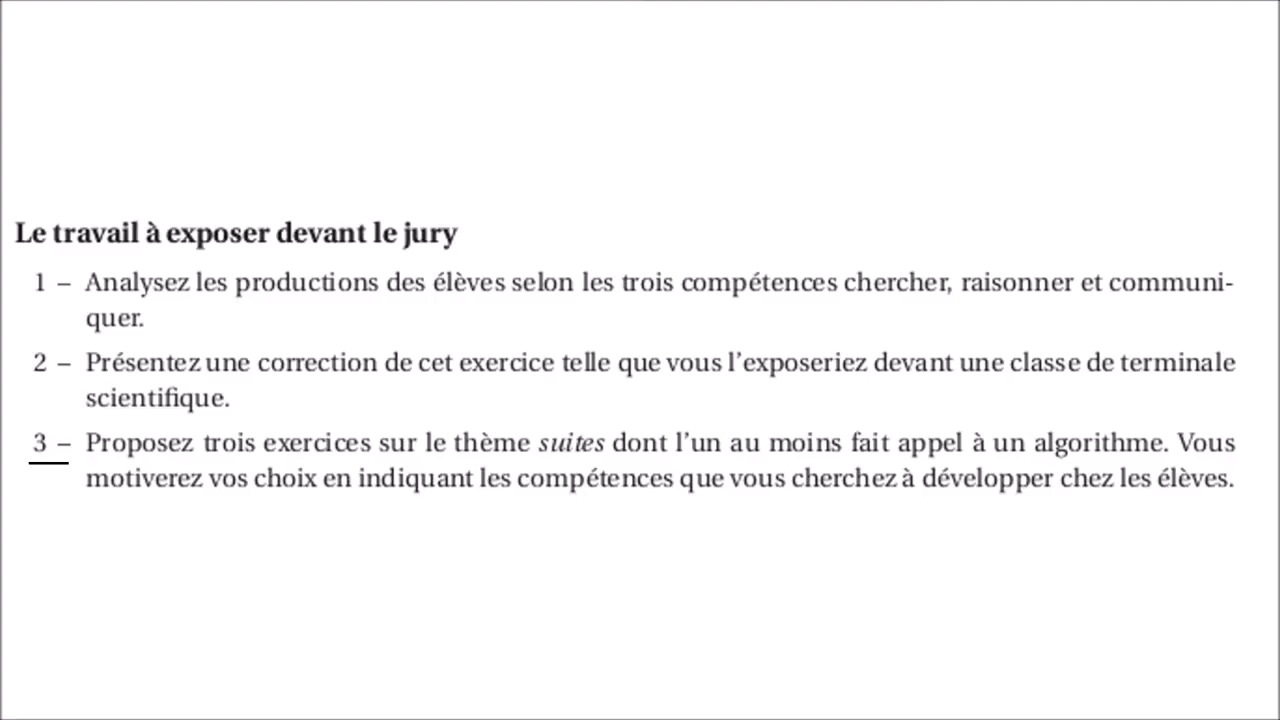 Le travail à exposer devant le jury
1 – Analysez les productions des élèves selon les trois compétences chercher, raisonner et communi-
quer.
2 – Présentez une correction de cet exercice telle que vous l'exposeriez devant une classe de terminale
scientifique.
3 – Proposez trois exercices sur le thème suites dont l'un au moins fait appel à un algorithme. Vous
motiverez vos choix en indiquant les compétences que vous cherchez à développer chez les élèves.